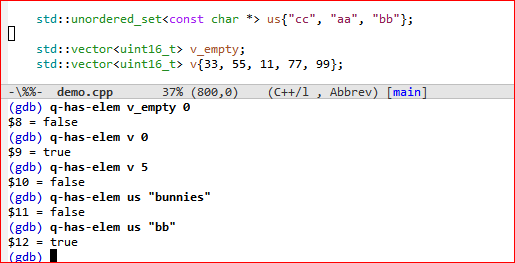 std::unordered_set<const char *> us{"cc", "aa", "bb"};
std::vector<uint16_t> v_empty;
std::vector<uint16_t> v{33, 55, 11, 77, 99};
-\%%-  demo.cpp      37% (800,0)    (C++/l , Abbrev) [main]
(gdb) q-has-elem v_empty 0
$8 = false
(gdb) q-has-elem v 0
$9 = true
(gdb) q-has-elem v 5
$10 = false
(gdb) q-has-elem us "bunnies"
$11 = false
(gdb) q-has-elem us "bb"
$12 = true
(gdb)